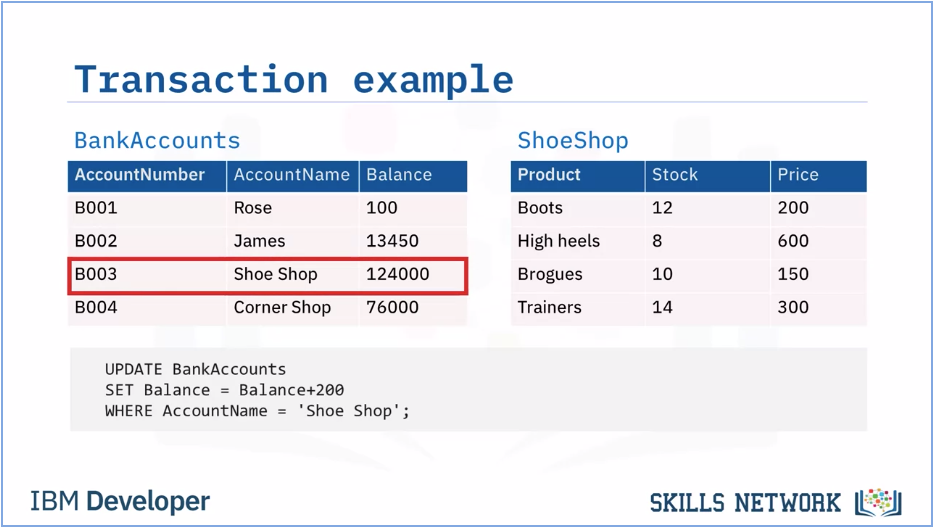 Transaction example
BankAccounts
AccountNumber AccountName Balance
B001 Rose 100
B002 James 13450
B003 Shoe Shop 124000
B004 Corner Shop 76000
ShoeShop
Product Stock Price
Boots 12 200
High heels 8 600
Brogues 10 150
Trainers 14 300
UPDATE BankAccounts
SET Balance = Balance+200
WHERE AccountName = 'Shoe Shop';
IBM Developer
SKILLS NETWORK